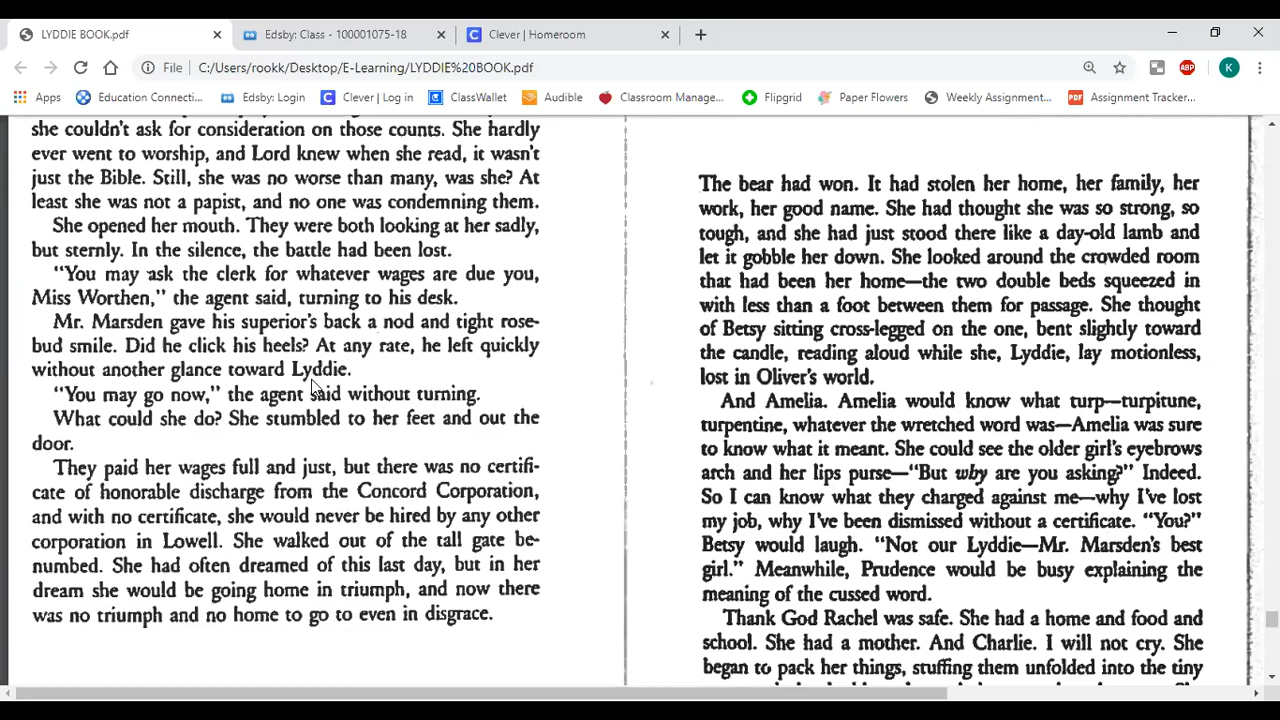 LYDDIE BOOK.pdf
Edsby: Class - 100001075-18
Clever | Homeroom
File
C:/Users/rookk/Desktop/E-Learning/LYDDIE%20BOOK.pdf
ABP
K
Apps
Education Connecti...
Edsby: Login
Clever | Log in
ClassWallet
Audible
Classroom Manage...
Flipgrid
Paper Flowers
Weekly Assignment...
Assignment Tracker...
she couldn't ask for consideration on those counts. She hardly
ever went to worship, and Lord knew when she read, it wasn't
just the Bible. Still, she was no worse than many, was she? At
least she was not a papist, and no one was condemning them.
She opened her mouth. They were both looking at her sadly,
but sternly. In the silence, the battle had been lost.
"You may ask the clerk for whatever wages are due you,
Miss Worthen," the agent said, turning to his desk.
Mr. Marsden gave his superior's back a nod and tight rose-
bud smile. Did he click his heels? At any rate, he left quickly
without another glance toward Lyddie.
"You may go now," the agent said without turning.
What could she do? She stumbled to her feet and out the
door.
They paid her wages full and just, but there was no certifi-
cate of honorable discharge from the Concord Corporation,
and with no certificate, she would never be hired by any other
corporation in Lowell. She walked out of the tall gate be-
numbed. She had often dreamed of this last day, but in her
dream she would be going home in triumph, and now there
was no triumph and no home to go to even in disgrace.
The bear had won. It had stolen her home, her family, her
work, her good name. She had thought she was so strong, so
tough, and she had just stood there like a day-old lamb and
let it gobble her down. She looked around the crowded room
that had been her home—the two double beds squeezed in
with less than a foot between them for passage. She thought
of Betsy sitting cross-legged on the one, bent slightly toward
the candle, reading aloud while she, Lyddie, lay motionless,
lost in Oliver's world.
And Amelia. Amelia would know what turp—turpitune,
turpentine, whatever the wretched word was—Amelia was sure
to know what it meant. She could see the older girl's eyebrows
arch and her lips purse—"But why are you asking?" Indeed.
So I can know what they charged against me—why I've lost
my job, why I've been dismissed without a certificate. "You?"
Betsy would laugh. "Not our Lyddie—Mr. Marsden's best
girl." Meanwhile, Prudence would be busy explaining the
meaning of the cussed word.
Thank God Rachel was safe. She had a home and food and
school. She had a mother. And Charlie. I will not cry. She
began to pack her things, stuffing them unfolded into the tiny